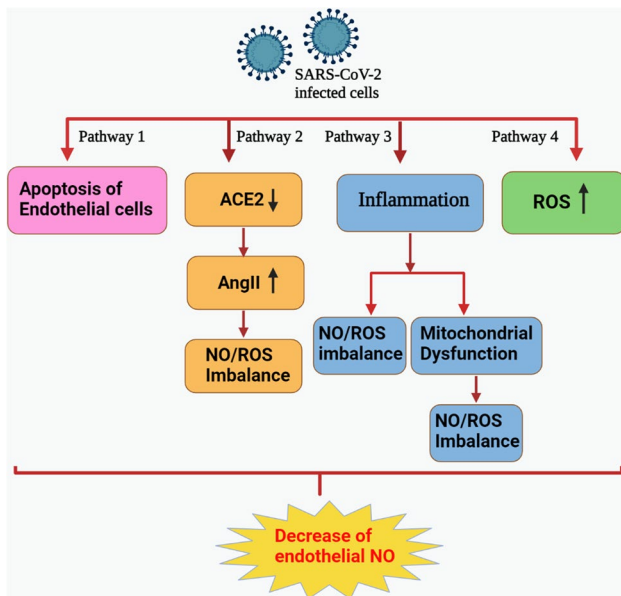 SARS-CoV-2
infected cells
Pathway 1
Pathway 2
Pathway 3
Pathway 4
Apoptosis of
Endothelial cells
ACE2
Inflammation
ROS
AngII
NO/ROS
Imbalance
NO/ROS
imbalance
Mitochondrial
Dysfunction
NO/ROS
Imbalance
Decrease of
endothelial NO